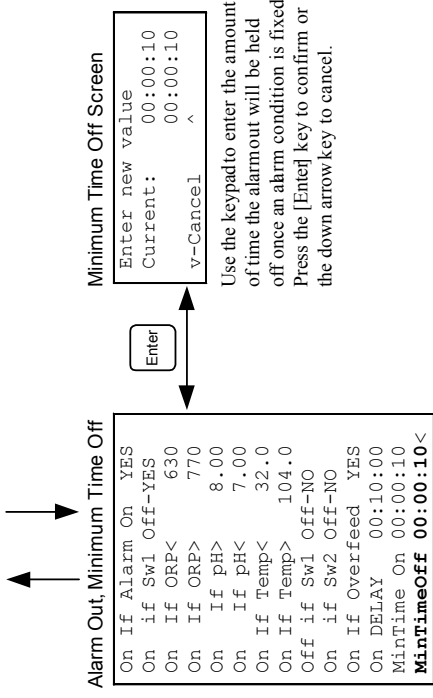 Alarm Out, Minimum Time Off
On If Alarm On YES
On if Sw1 Off-YES
On If ORP< 630
On If ORP> 770
On If pH> 8.00
On If pH< 7.00
On If Temp< 32.0
On If Temp> 104.0
Off if Sw1 Off-NO
On if Sw2 Off-NO
On If Overfeed YES
On DELAY 00:10:00
MinTime On 00:00:10
MinTimeOff 00:00:10<
Enter
Minimum Time Off Screen
Enter new value
Current: 00:00:10
00:00:10
v-Cancel ^
Use the keypad to enter the amount
of time the alarm out will be held
off once an alarm condition is fixed
Press the [Enter] key to confirm or
the down arrow key to cancel.